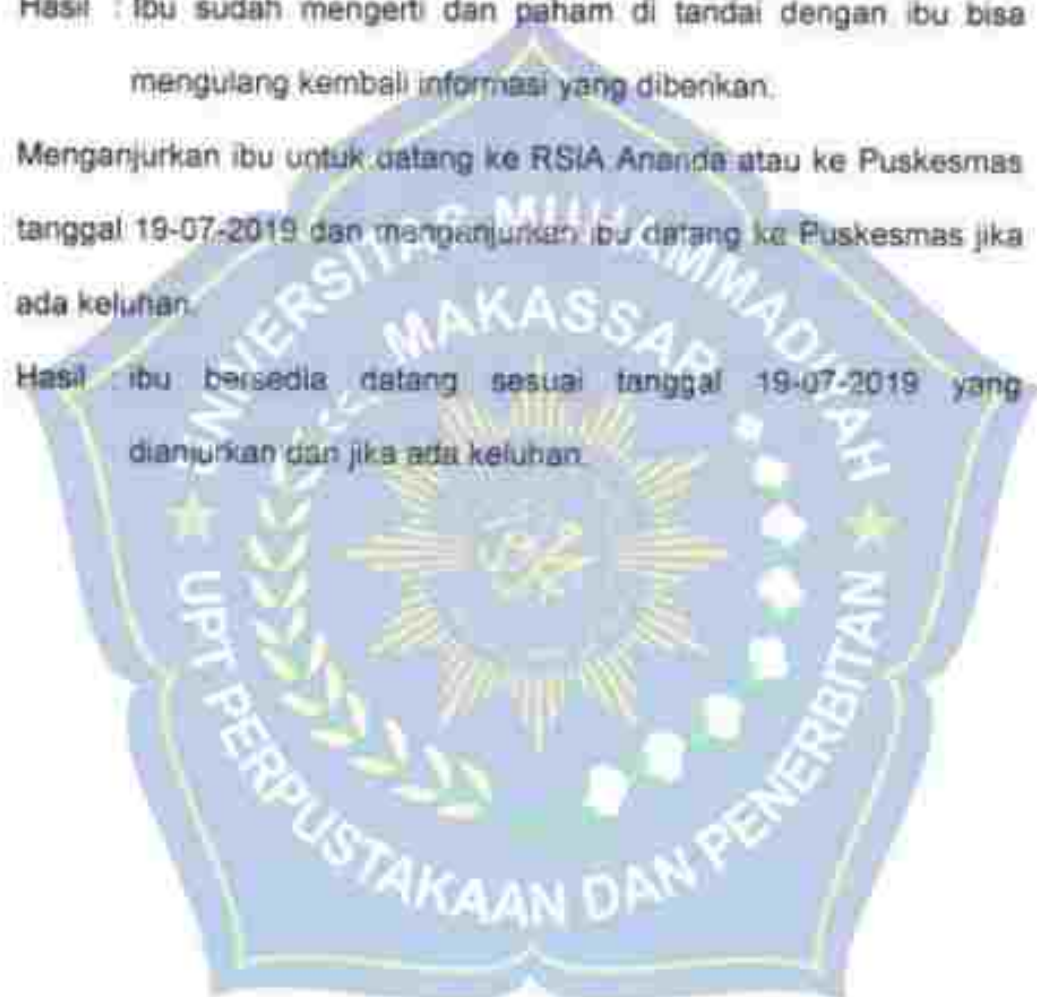 Hasil : Ibu sudah mengerti dan paham di tandai dengan ibu bisa
mengulang kembali informasi yang diberikan.
Menganjurkan ibu untuk datang ke RSIA Ananda atau ke Puskesmas
tanggal 19-07-2019 dan menganjurkan ibu datang ke Puskesmas jika
ada keluhan.
Hasil : ibu bersedia datang sesuai tanggal 19-07-2019 yang
dianjurkan dan jika ada keluhan.
UNIVERSITAS MUHAMMADIYAH
MAKASSAR
UPT PERPUSTAKAAN DAN PENERBITAN